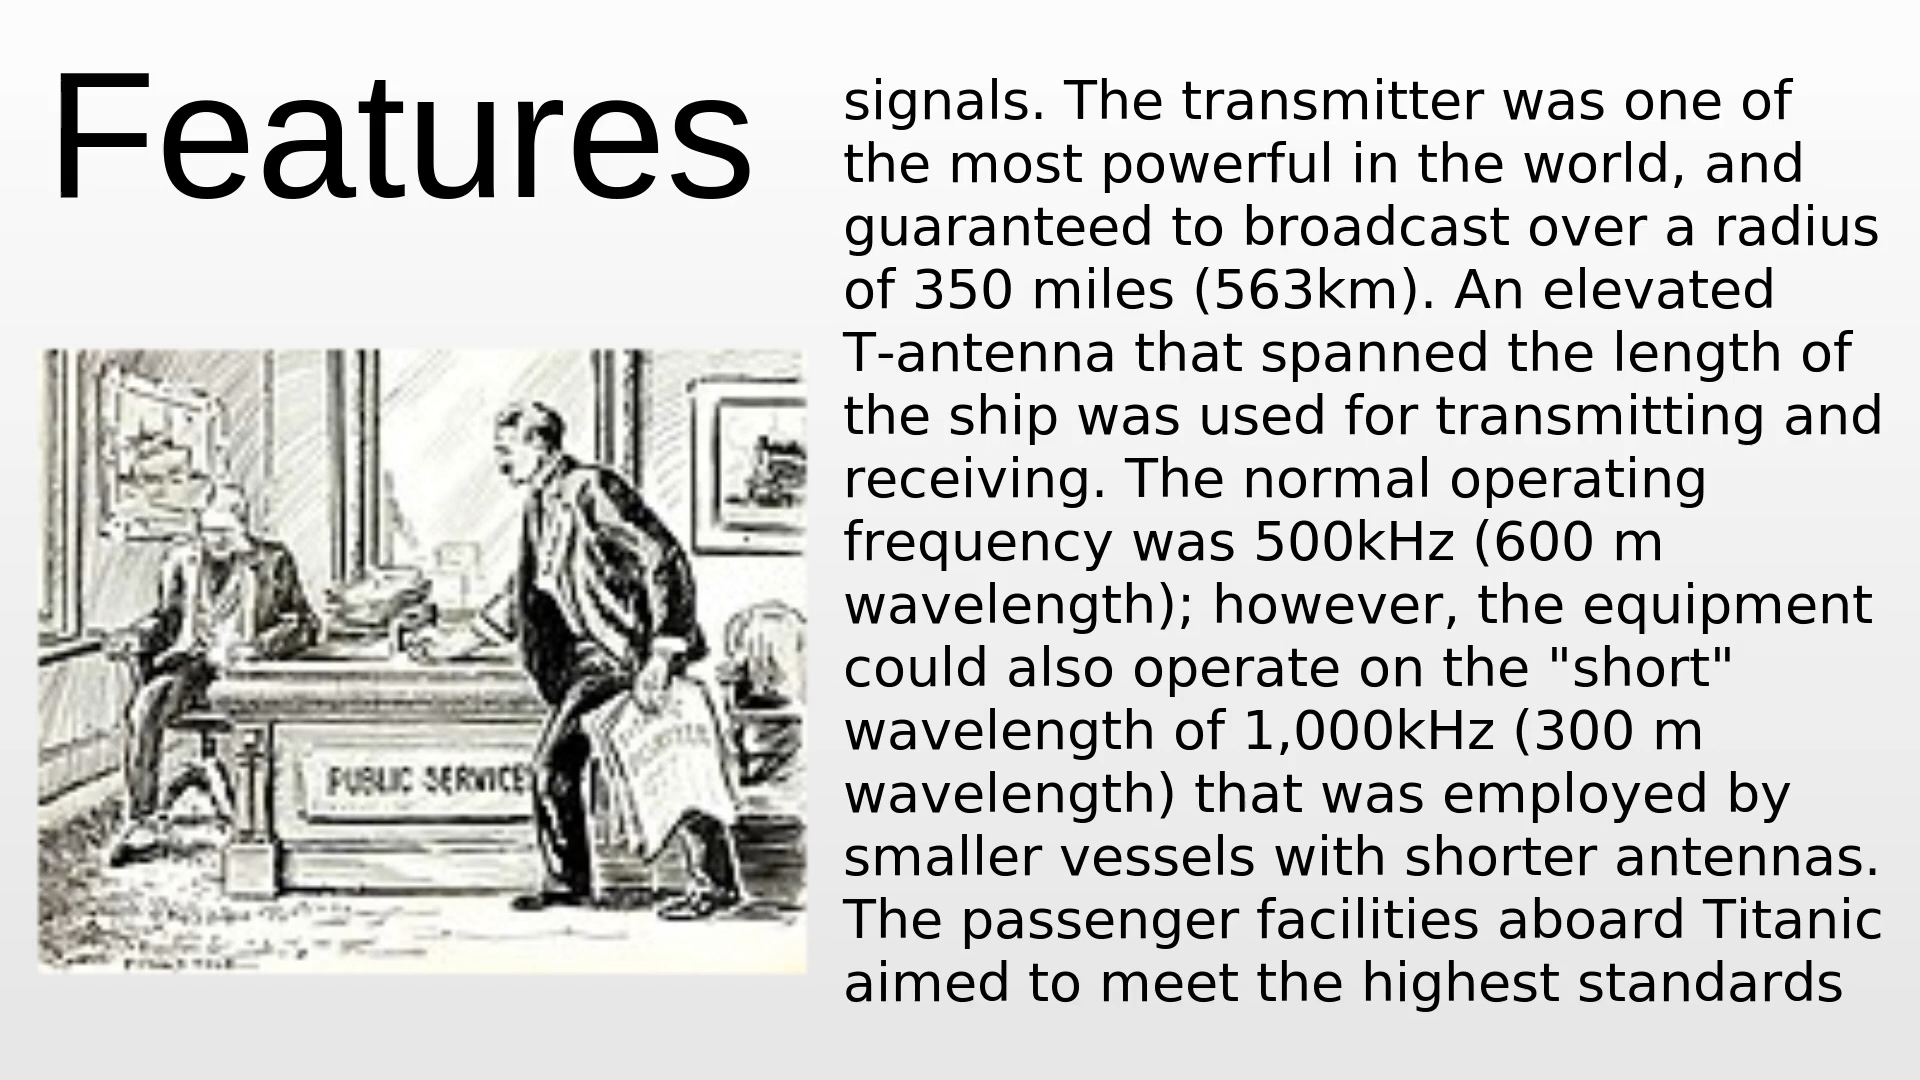 Features
signals. The transmitter was one of
the most powerful in the world, and
guaranteed to broadcast over a radius
of 350 miles (563km). An elevated
T-antenna that spanned the length of
the ship was used for transmitting and
receiving. The normal operating
frequency was 500kHz (600 m
wavelength); however, the equipment
could also operate on the "short"
wavelength of 1,000kHz (300 m
wavelength) that was employed by
smaller vessels with shorter antennas.
The passenger facilities aboard Titanic
aimed to meet the highest standards
PUBLIC SERVICE